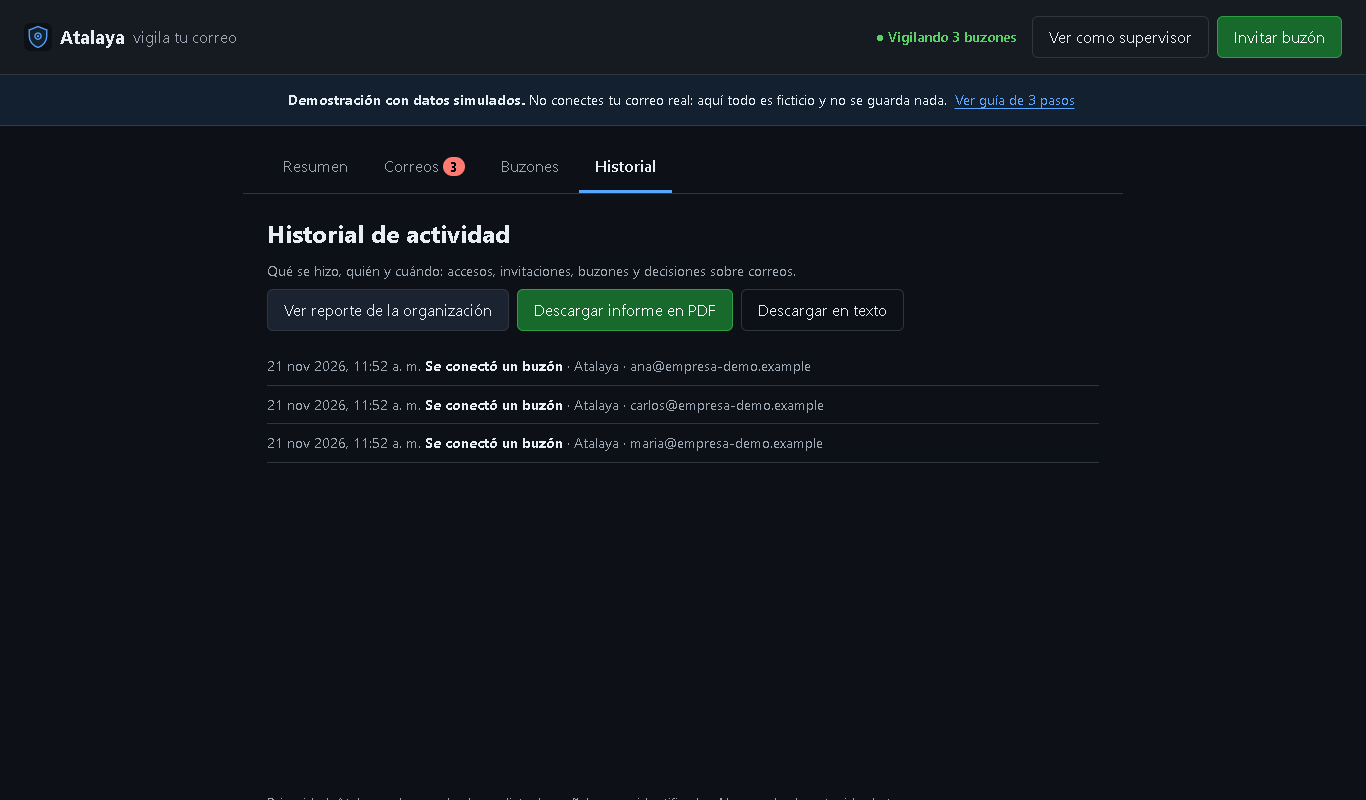 Atalaya vigila tu correo
● Vigilando 3 buzones
Ver como supervisor
Invitar buzón
Demostración con datos simulados. No conectes tu correo real: aquí todo es ficticio y no se guarda nada. Ver guía de 3 pasos
Resumen
Correos 3
Buzones
Historial
Historial de actividad
Qué se hizo, quién y cuándo: accesos, invitaciones, buzones y decisiones sobre correos.
Ver reporte de la organización
Descargar informe en PDF
Descargar en texto
21 nov 2026, 11:52 a. m. Se conectó un buzón · Atalaya · ana@empresa-demo.example
21 nov 2026, 11:52 a. m. Se conectó un buzón · Atalaya · carlos@empresa-demo.example
21 nov 2026, 11:52 a. m. Se conectó un buzón · Atalaya · maria@empresa-demo.example